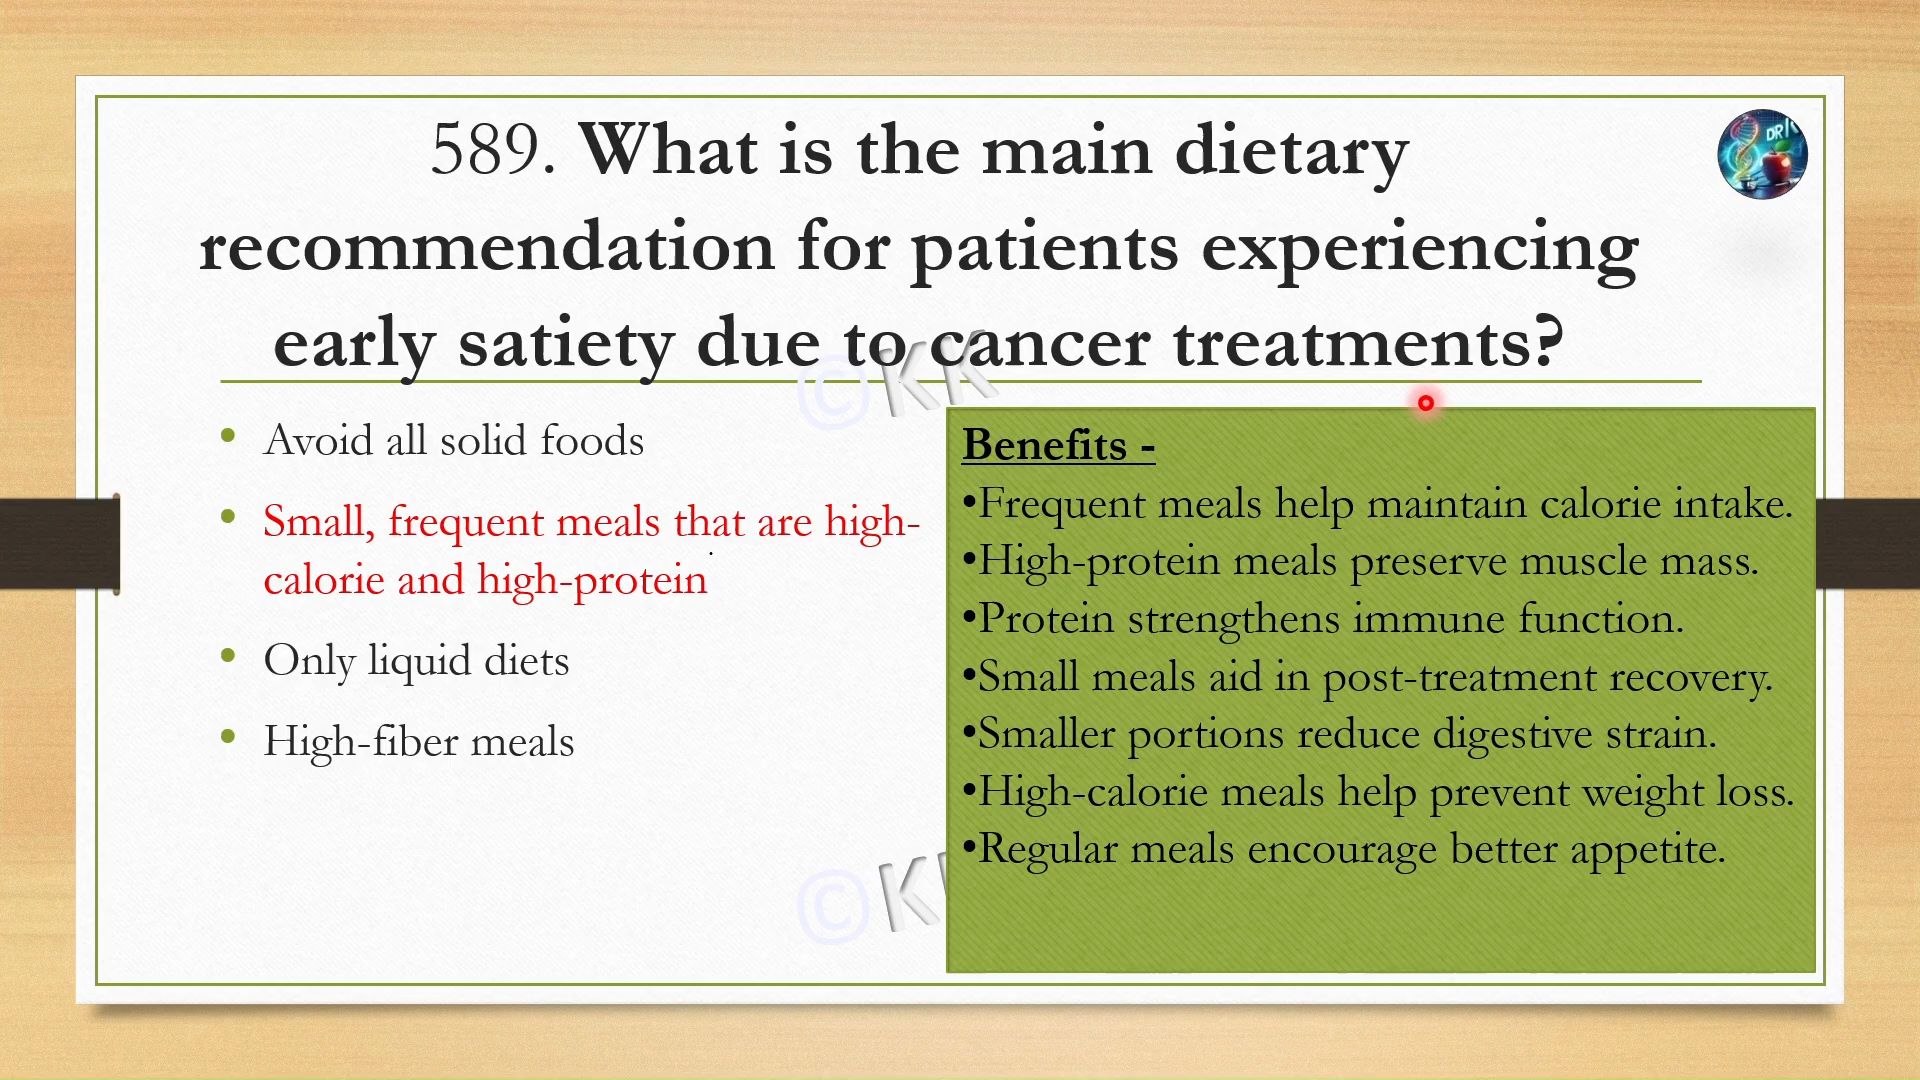 589. What is the main dietary
recommendation for patients experiencing
early satiety due to cancer treatments?
DR
©KK
• Avoid all solid foods
• Small, frequent meals that are high-
calorie and high-protein
• Only liquid diets
• High-fiber meals
©K
Benefits -
•Frequent meals help maintain calorie intake.
•High-protein meals preserve muscle mass.
•Protein strengthens immune function.
•Small meals aid in post-treatment recovery.
•Smaller portions reduce digestive strain.
•High-calorie meals help prevent weight loss.
•Regular meals encourage better appetite.